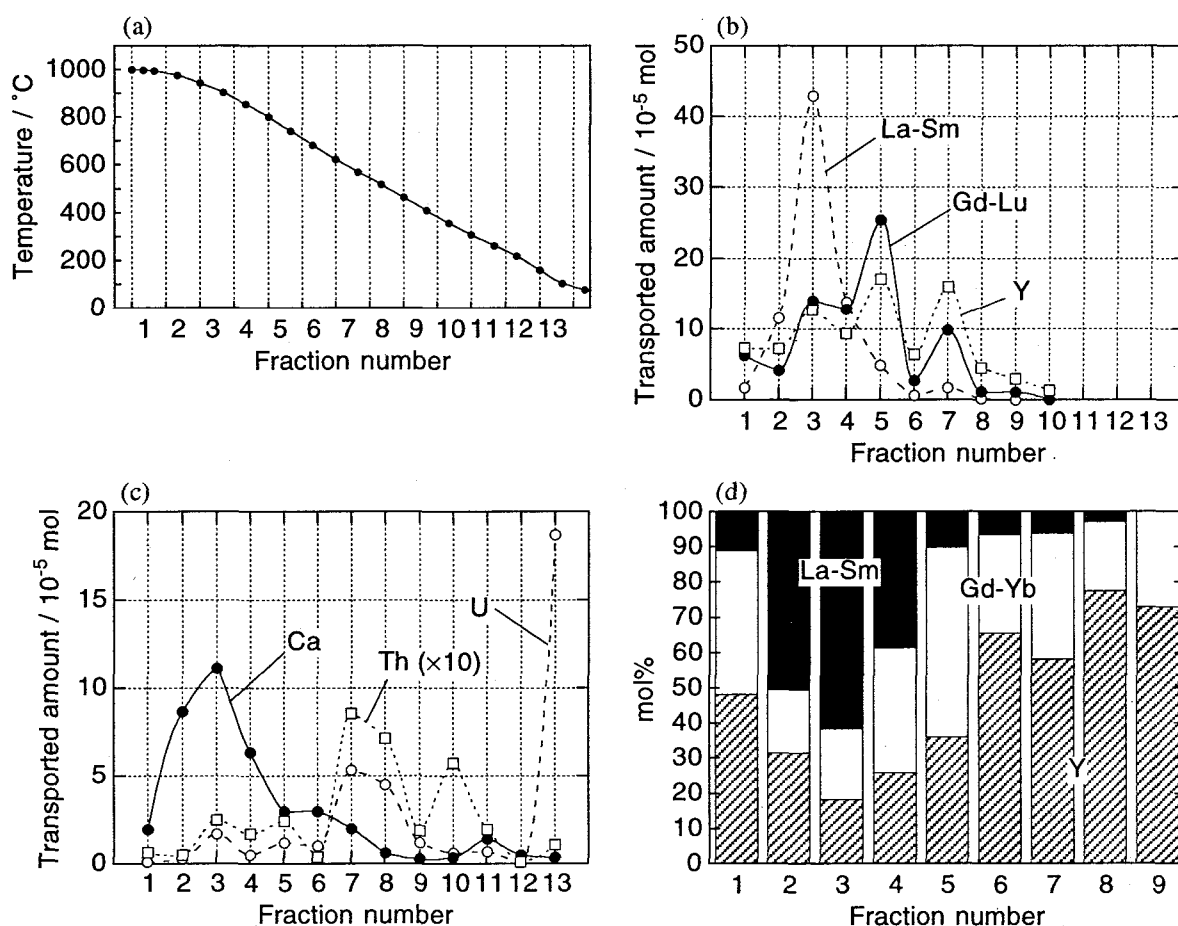 (a)
1000
800
600
400
200
0
Temperature / °C
1 2 3 4 5 6 7 8 9 10 11 12 13
Fraction number
(b)
50
40
30
20
10
0
Transported amount / 10⁻⁵ mol
La-Sm
Gd-Lu
Y
1 2 3 4 5 6 7 8 9 10 11 12 13
Fraction number
(c)
20
15
10
5
0
Transported amount / 10⁻⁵ mol
U
Ca
Th (×10)
1 2 3 4 5 6 7 8 9 10 11 12 13
Fraction number
(d)
100
90
80
70
60
50
40
30
20
10
0
mol%
La-Sm
Gd-Yb
Y
1 2 3 4 5 6 7 8 9
Fraction number